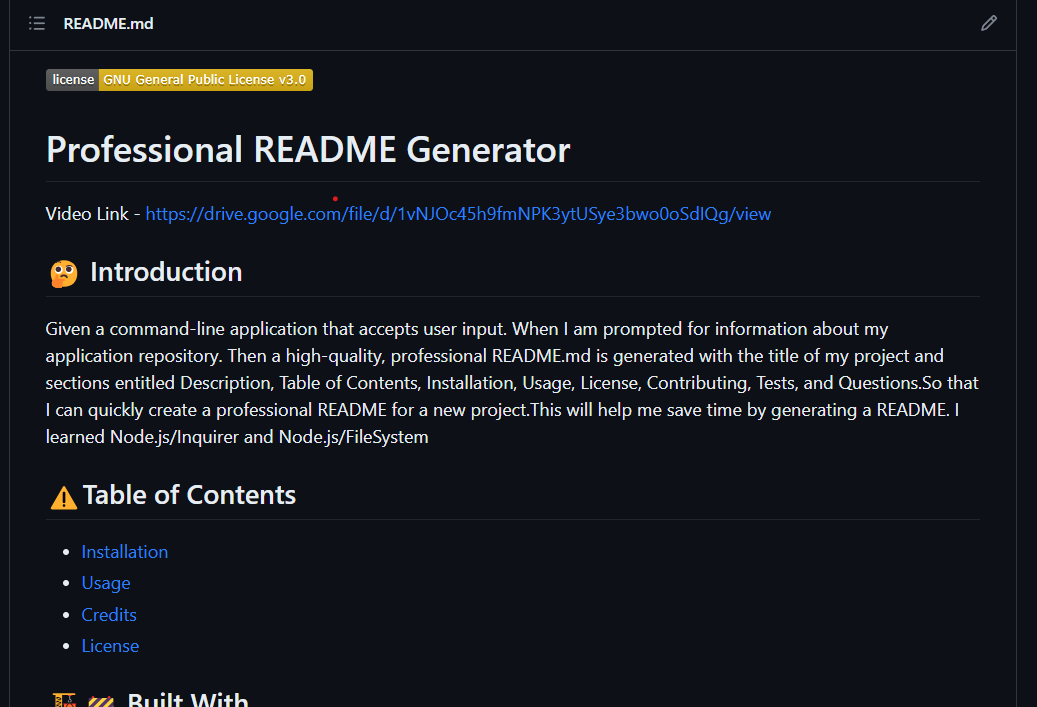 README.md
license GNU General Public License v3.0
Professional README Generator
Video Link - https://drive.google.com/file/d/1vNJOc45h9fmNPK3ytUSye3bwo0oSdIQg/view
Introduction
Given a command-line application that accepts user input. When I am prompted for information about my
application repository. Then a high-quality, professional README.md is generated with the title of my project and
sections entitled Description, Table of Contents, Installation, Usage, License, Contributing, Tests, and Questions.So that
I can quickly create a professional README for a new project.This will help me save time by generating a README. I
learned Node.js/Inquirer and Node.js/FileSystem
Table of Contents
Installation
Usage
Credits
License
Built With